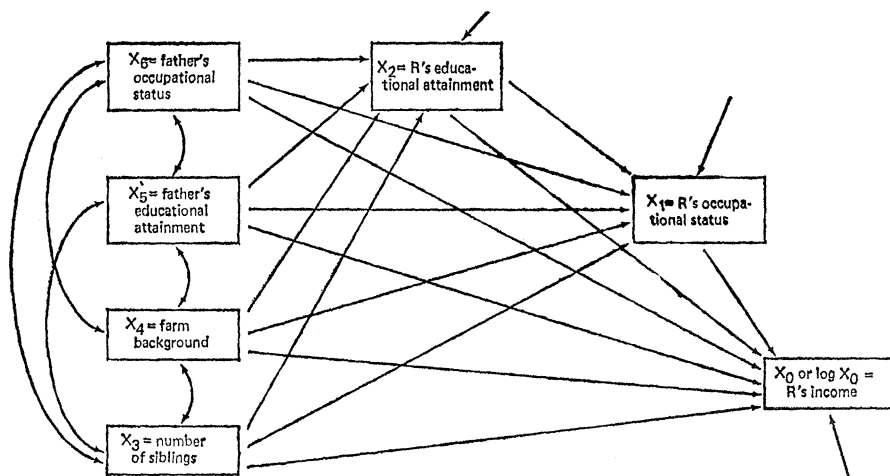 X6= father's
occupational
status
X2= R's educa-
tional attainment
X5= father's
educational
attainment
X1= R's occupa-
tional status
X4= farm
background
X0 or log X0 =
R's income
X3= number
of siblings